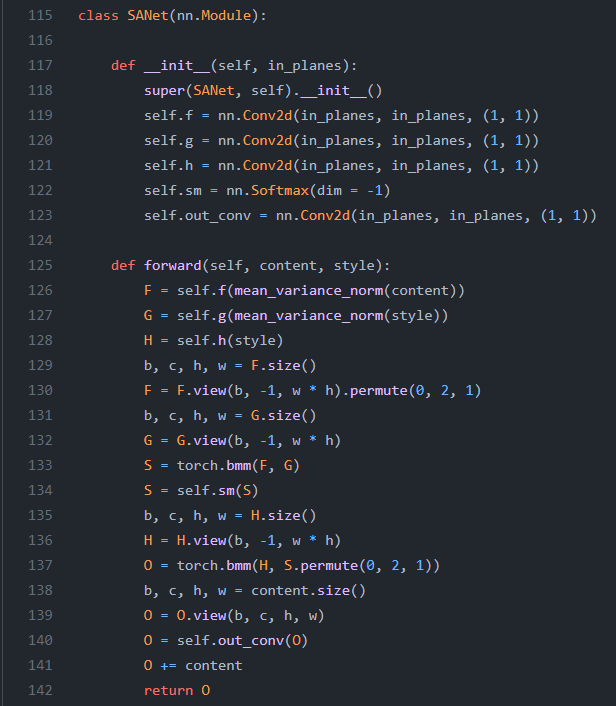 115 class SANet(nn.Module):
116
117     def __init__(self, in_planes):
118         super(SANet, self).__init__()
119         self.f = nn.Conv2d(in_planes, in_planes, (1, 1))
120         self.g = nn.Conv2d(in_planes, in_planes, (1, 1))
121         self.h = nn.Conv2d(in_planes, in_planes, (1, 1))
122         self.sm = nn.Softmax(dim = -1)
123         self.out_conv = nn.Conv2d(in_planes, in_planes, (1, 1))
124
125     def forward(self, content, style):
126         F = self.f(mean_variance_norm(content))
127         G = self.g(mean_variance_norm(style))
128         H = self.h(style)
129         b, c, h, w = F.size()
130         F = F.view(b, -1, w * h).permute(0, 2, 1)
131         b, c, h, w = G.size()
132         G = G.view(b, -1, w * h)
133         S = torch.bmm(F, G)
134         S = self.sm(S)
135         b, c, h, w = H.size()
136         H = H.view(b, -1, w * h)
137         O = torch.bmm(H, S.permute(0, 2, 1))
138         b, c, h, w = content.size()
139         O = O.view(b, c, h, w)
140         O = self.out_conv(O)
141         O += content
142         return O